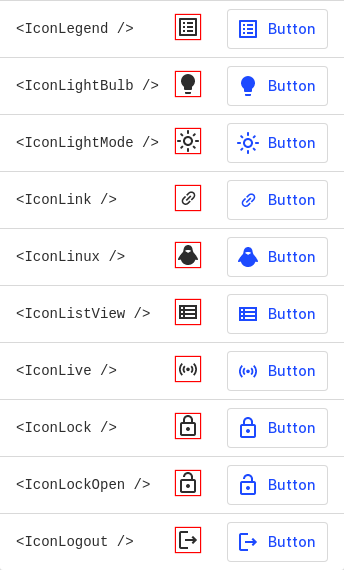 <IconLegend /> Button
<IconLightBulb /> Button
<IconLightMode /> Button
<IconLink /> Button
<IconLinux /> Button
<IconListView /> Button
<IconLive /> Button
<IconLock /> Button
<IconLockOpen /> Button
<IconLogout /> Button